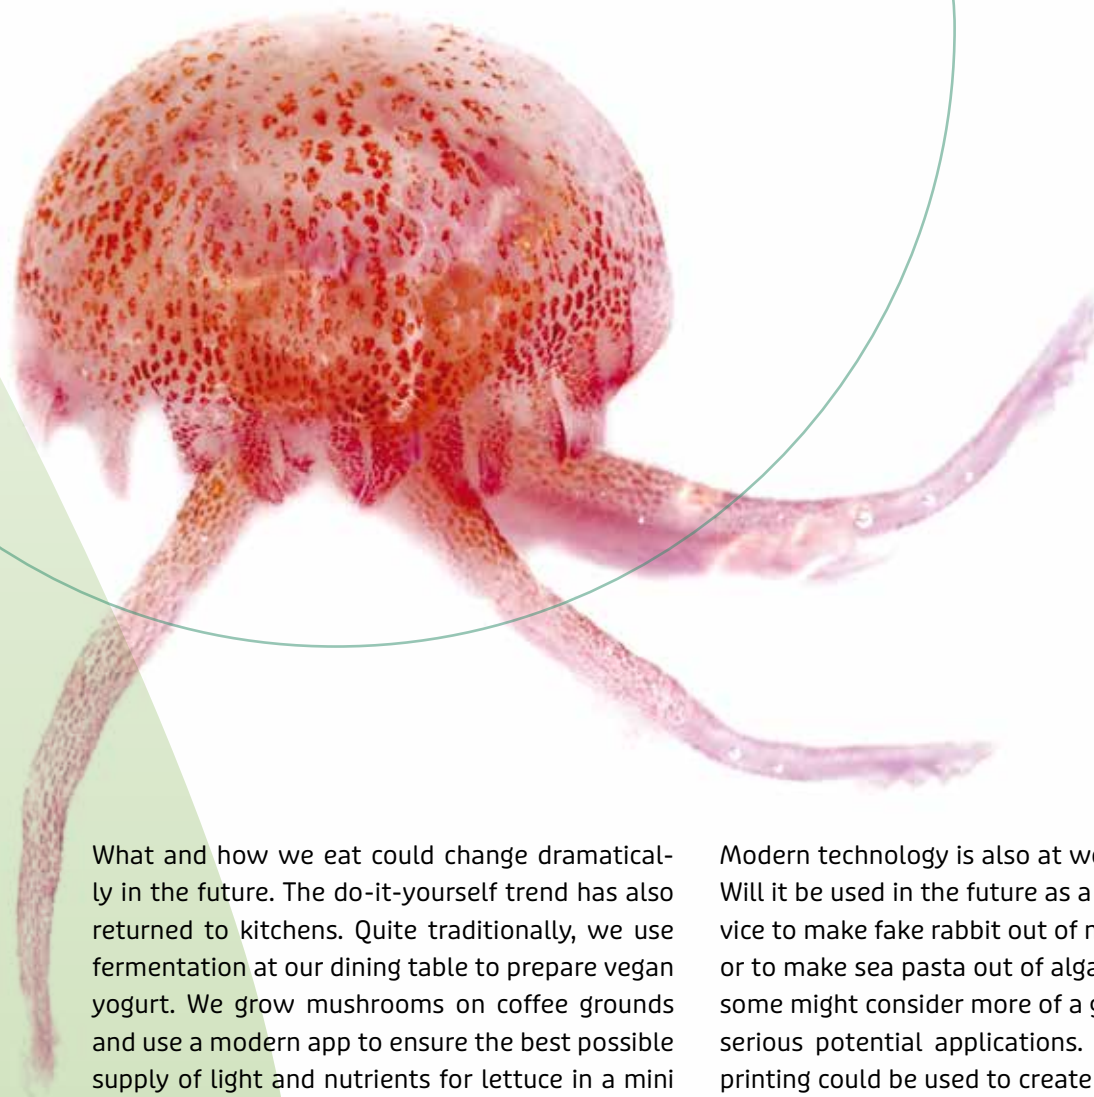 What and how we eat could change dramatical-
ly in the future. The do-it-yourself trend has also
returned to kitchens. Quite traditionally, we use
fermentation at our dining table to prepare vegan
yogurt. We grow mushrooms on coffee grounds
and use a modern app to ensure the best possible
supply of light and nutrients for lettuce in a mini
Modern technology is also at
Will it be used in the future as a
vice to make fake rabbit out of
or to make sea pasta out of
some might consider more of a
serious potential applications.
printing could be used to create